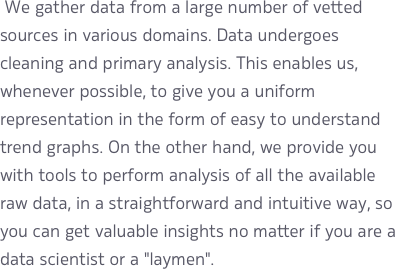 We gather data from a large number of vetted
sources in various domains. Data undergoes
cleaning and primary analysis. This enables us,
whenever possible, to give you a uniform
representation in the form of easy to understand
trend graphs. On the other hand, we provide you
with tools to perform analysis of all the available
raw data, in a straightforward and intuitive way, so
you can get valuable insights no matter if you are a
data scientist or a "laymen".